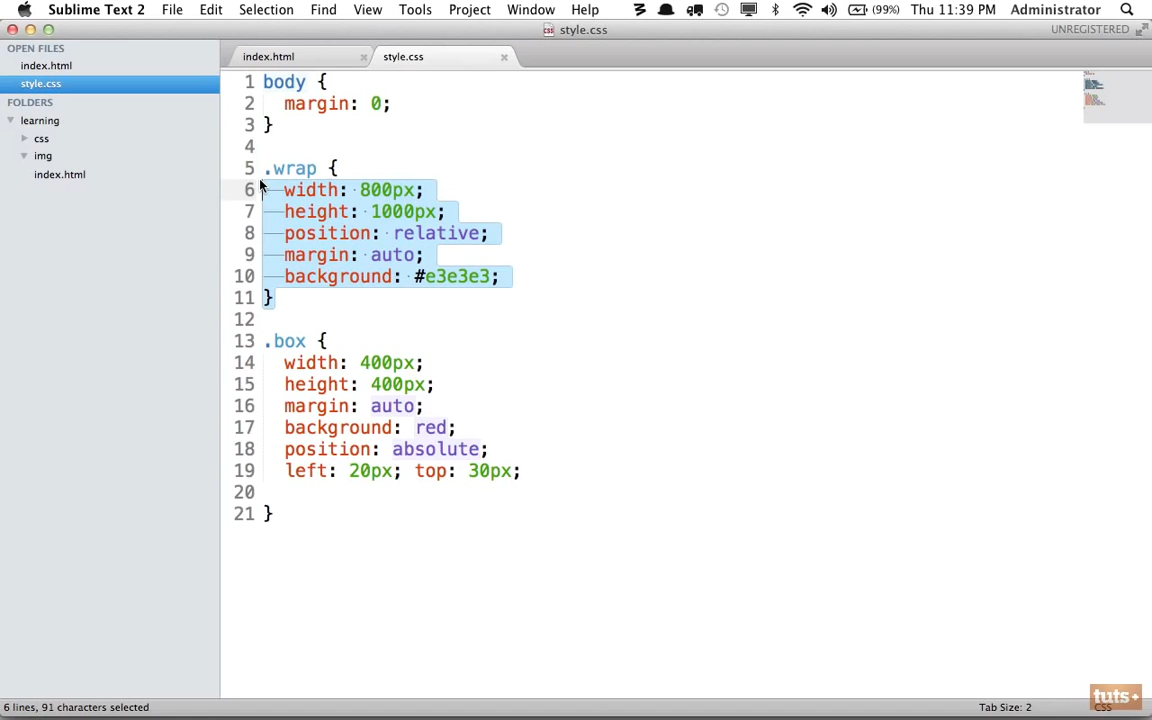 Sublime Text 2 File Edit Selection Find View Tools Project Window Help (99%) Thu 11:39 PM Administrator
style.css UNREGISTERED
OPEN FILES
index.html
style.css
FOLDERS
learning
css
img
index.html
index.html × style.css ×
1 body {
2 margin: 0;
3 }
4
5 .wrap {
6 width: 800px;
7 height: 1000px;
8 position: relative;
9 margin: auto;
10 background: #e3e3e3;
11 }
12
13 .box {
14 width: 400px;
15 height: 400px;
16 margin: auto;
17 background: red;
18 position: absolute;
19 left: 20px; top: 30px;
20
21 }
tuts+
6 lines, 91 characters selected Tab Size: 2 CSS